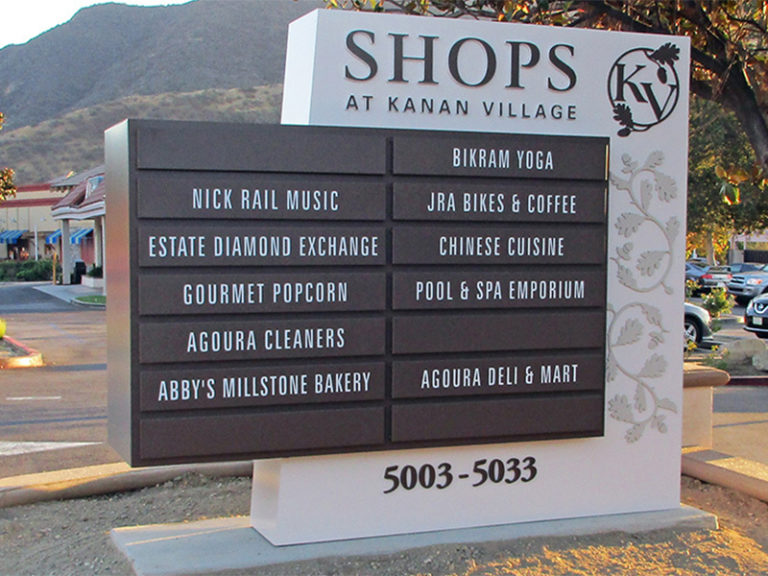 SHOPS
AT KANAN VILLAGE
KV
NICK RAIL MUSIC
ESTATE DIAMOND EXCHANGE
GOURMET POPCORN
AGOURA CLEANERS
ABBY'S MILLSTONE BAKERY
BIKRAM YOGA
JRA BIKES & COFFEE
CHINESE CUISINE
POOL & SPA EMPORIUM
AGOURA DELI & MART
5003-5033